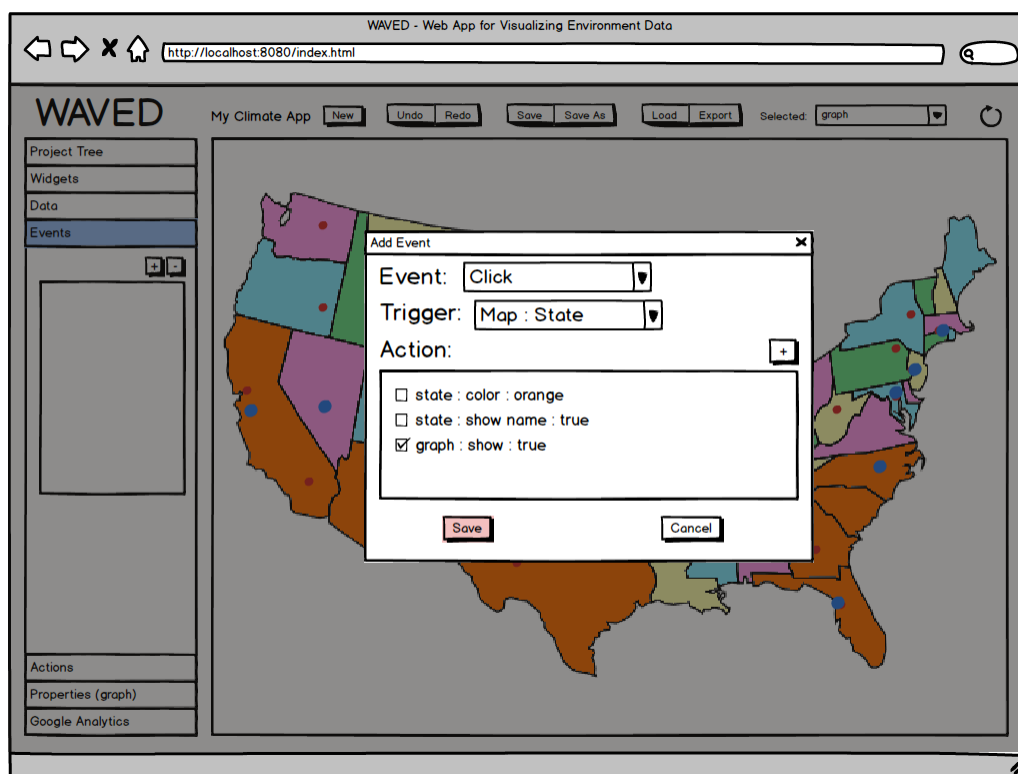 WAVED - Web App for Visualizing Environment Data
http://localhost:8080/index.html
WAVED
My Climate App New Undo Redo Save Save As Load Export Selected: graph
Project Tree
Widgets
Data
Events
+ -
Actions
Properties (graph)
Google Analytics
Add Event
Event: Click
Trigger: Map : State
Action: +
state : color : orange
state : show name : true
graph : show : true
Save Cancel